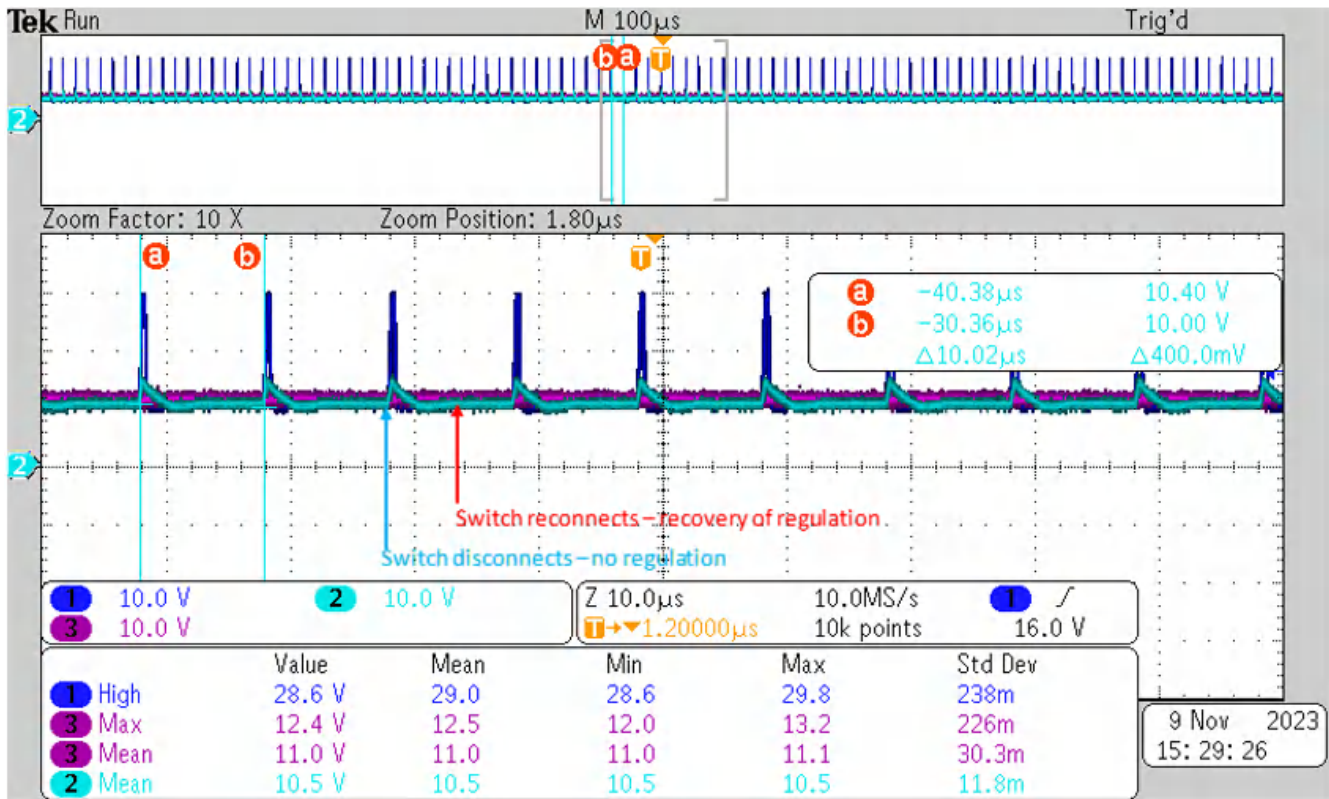 Tek Run M 100µs Trig'd
b a T
2
Zoom Factor: 10 X Zoom Position: 1.80µs
a b T
a -40.38µs 10.40 V
b -30.36µs 10.00 V
Δ10.02µs Δ400.0mV
2
Switch reconnects – recovery of regulation
Switch disconnects – no regulation
1 10.0 V 2 10.0 V
3 10.0 V
Z 10.0µs 10.0MS/s 1
T→▼1.20000µs 10k points 16.0 V
Value Mean Min Max Std Dev
1 High 28.6 V 29.0 28.6 29.8 238m
3 Max 12.4 V 12.5 12.0 13.2 226m
3 Mean 11.0 V 11.0 11.0 11.1 30.3m
2 Mean 10.5 V 10.5 10.5 10.5 11.8m
9 Nov 2023
15:29:26